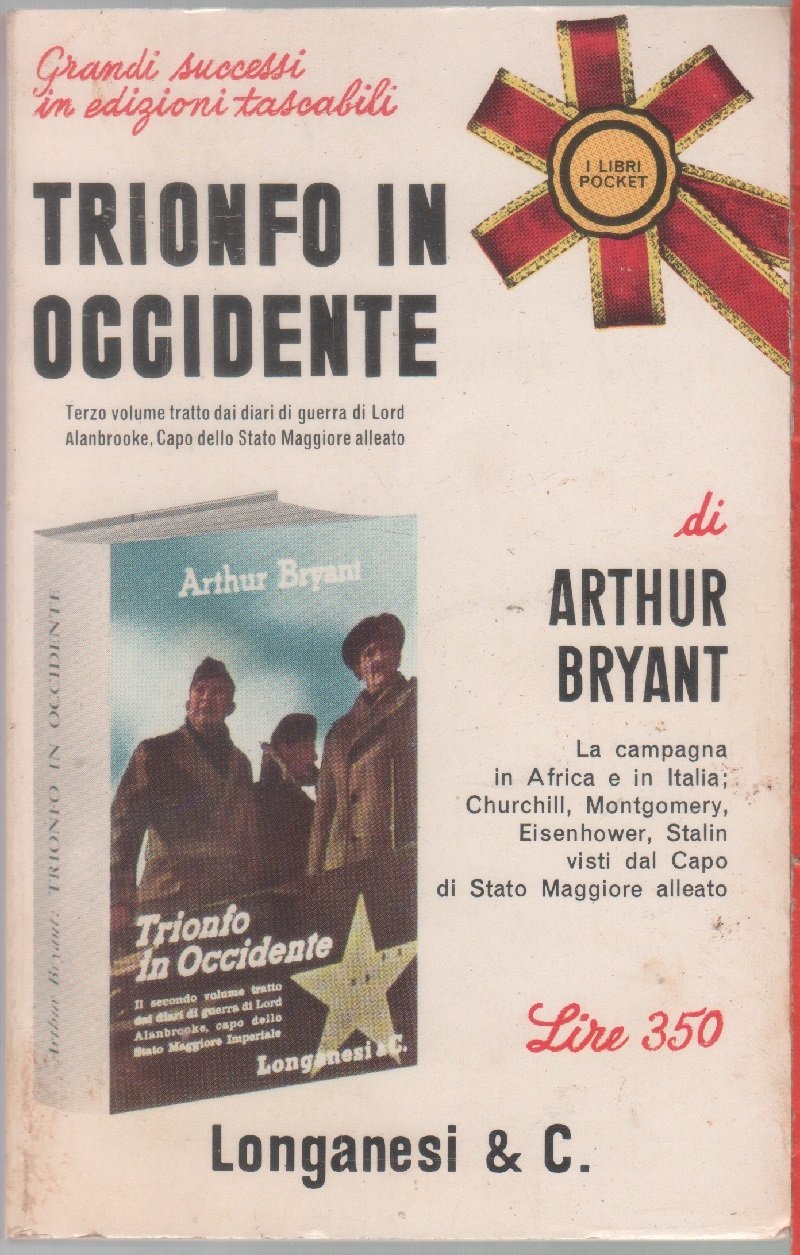 Grandi successi
in edizioni tascabili
I LIBRI
POCKET
TRIONFO IN
OCCIDENTE
Terzo volume tratto dai diari di guerra di Lord
Alanbrooke, Capo dello Stato Maggiore alleato
di
ARTHUR
BRYANT
La campagna
in Africa e in Italia;
Churchill, Montgomery,
Eisenhower, Stalin
visti dal Capo
di Stato Maggiore alleato
Arthur Bryant: TRIONFO IN OCCIDENTE
Arthur Bryant
Trionfo
in Occidente
Il secondo volume tratto
dai diari di guerra di Lord
Alanbrooke, capo dello
Stato Maggiore Imperiale
Longanesi & C.
Lire 350
Longanesi & C.